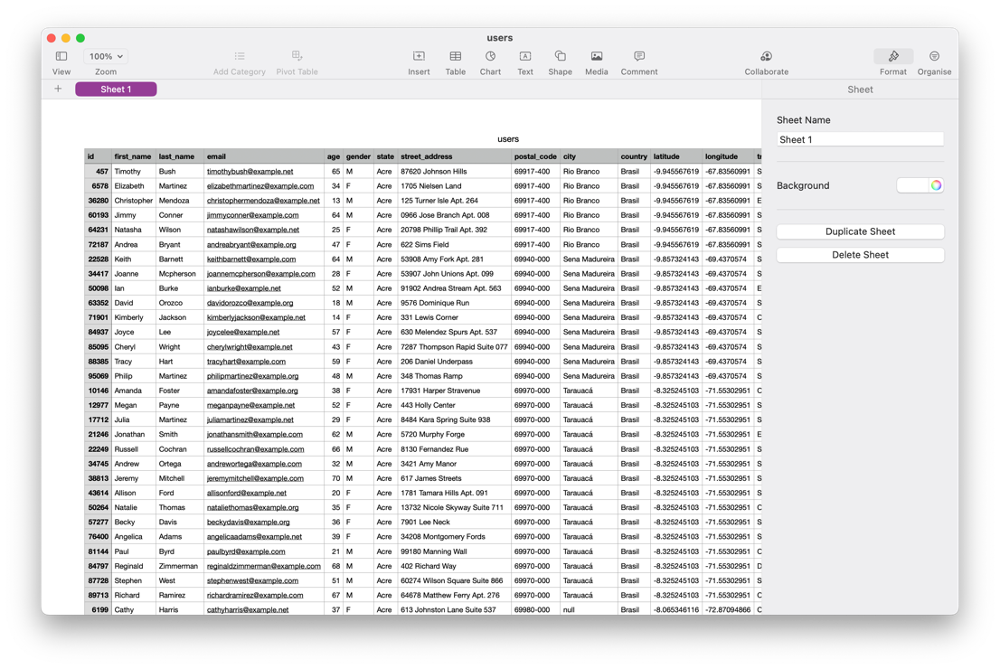 users
100%
View Zoom Add Category Pivot Table Insert Table Chart Text Shape Media Comment Collaborate Format Organise
Sheet 1 Sheet
Sheet Name
Sheet 1
Background
Duplicate Sheet
Delete Sheet
users
id first_name last_name email age gender state street_address postal_code city country latitude longitude
457 Timothy Bush timothybush@example.net 65 M Acre 87620 Johnson Hills 69917-400 Rio Branco Brasil -9.945567619 -67.83560991 S
6578 Elizabeth Martinez elizabethmartinez@example.com 34 F Acre 1705 Nielsen Land 69917-400 Rio Branco Brasil -9.945567619 -67.83560991 S
36280 Christopher Mendoza christophermendoza@example.net 13 M Acre 125 Turner Isle Apt. 264 69917-400 Rio Branco Brasil -9.945567619 -67.83560991 E
60193 Jimmy Conner jimmyconner@example.com 64 M Acre 0966 Jose Branch Apt. 008 69917-400 Rio Branco Brasil -9.945567619 -67.83560991 S
64231 Natasha Wilson natashawilson@example.net 25 F Acre 20798 Phillip Trail Apt. 392 69917-400 Rio Branco Brasil -9.945567619 -67.83560991 S
72187 Andrea Bryant andreabryant@example.org 47 F Acre 622 Sims Field 69917-400 Rio Branco Brasil -9.945567619 -67.83560991 S
22528 Keith Barnett keithbarnett@example.com 64 M Acre 53908 Amy Fork Apt. 281 69940-000 Sena Madureira Brasil -9.857324143 -69.4370574 S
34417 Joanne Mcpherson joannemcpherson@example.com 28 F Acre 53907 John Unions Apt. 099 69940-000 Sena Madureira Brasil -9.857324143 -69.4370574 S
50098 Ian Burke ianburke@example.net 52 M Acre 91902 Andrea Stream Apt. 563 69940-000 Sena Madureira Brasil -9.857324143 -69.4370574 E
63352 David Orozco davidorozco@example.org 18 M Acre 9576 Dominique Run 69940-000 Sena Madureira Brasil -9.857324143 -69.4370574 S
71901 Kimberly Jackson kimberlyjackson@example.net 14 F Acre 331 Lewis Corner 69940-000 Sena Madureira Brasil -9.857324143 -69.4370574
84937 Joyce Lee joycelee@example.net 57 F Acre 630 Melendez Spurs Apt. 537 69940-000 Sena Madureira Brasil -9.857324143 -69.4370574 S
85095 Cheryl Wright cherylwright@example.net 43 F Acre 7287 Thompson Rapid Suite 077 69940-000 Sena Madureira Brasil -9.857324143 -69.4370574 S
88385 Tracy Hart tracyhart@example.com 59 F Acre 206 Daniel Underpass 69940-000 Sena Madureira Brasil -9.857324143 -69.4370574 S
95069 Philip Martinez philipmartinez@example.org 48 M Acre 348 Thomas Ramp 69940-000 Sena Madureira Brasil -9.857324143 -69.4370574 S
10146 Amanda Foster amandafoster@example.org 38 F Acre 17931 Harper Stravenue 69970-000 Tarauacá Brasil -8.325245103 -71.55302951
12977 Megan Payne meganpayne@example.net 52 F Acre 443 Holly Center 69970-000 Tarauacá Brasil -8.325245103 -71.55302951 S
17712 Julia Martinez juliamartinez@example.net 29 F Acre 8484 Kara Spring Suite 938 69970-000 Tarauacá Brasil -8.325245103 -71.55302951 S
21246 Jonathan Smith jonathansmith@example.com 62 M Acre 5720 Murphy Forge 69970-000 Tarauacá Brasil -8.325245103 -71.55302951 E
22249 Russell Cochran russellcochran@example.com 66 M Acre 8130 Fernandez Rue 69970-000 Tarauacá Brasil -8.325245103 -71.55302951 S
34745 Andrew Ortega andrewortega@example.com 32 M Acre 3421 Amy Manor 69970-000 Tarauacá Brasil -8.325245103 -71.55302951 S
38813 Jeremy Mitchell jeremymitchell@example.com 70 M Acre 617 James Streets 69970-000 Tarauacá Brasil -8.325245103 -71.55302951 S
43614 Allison Ford allisonford@example.net 20 F Acre 1781 Tamara Hills Apt. 091 69970-000 Tarauacá Brasil -8.325245103 -71.55302951 S
50264 Natalie Thomas nataliethomas@example.com 35 F Acre 13732 Nicole Skyway Suite 711 69970-000 Tarauacá Brasil -8.325245103 -71.55302951
57277 Becky Davis beckydavis@example.org 36 F Acre 7901 Lee Neck 69970-000 Tarauacá Brasil -8.325245103 -71.55302951 S
76400 Angelica Adams angelicaadams@example.net 39 F Acre 34208 Montgomery Fords 69970-000 Tarauacá Brasil -8.325245103 -71.55302951 S
81144 Paul Byrd paulbyrd@example.com 21 M Acre 99180 Manning Wall 69970-000 Tarauacá Brasil -8.325245103 -71.55302951
84797 Reginald Zimmerman reginaldzimmerman@example.com 68 M Acre 402 Richard Way 69970-000 Tarauacá Brasil -8.325245103 -71.55302951
87728 Stephen West stephenwest@example.com 51 M Acre 60274 Wilson Square Suite 866 69970-000 Tarauacá Brasil -8.325245103 -71.55302951 S
89713 Richard Ramirez richardramirez@example.com 67 M Acre 64678 Matthew Ferry Apt. 276 69970-000 Tarauacá Brasil -8.325245103 -71.55302951
6199 Cathy Harris cathyharris@example.net 37 F Acre 613 Johnston Lane Suite 537 69980-000 null Brasil -8.065346116 -72.87094866